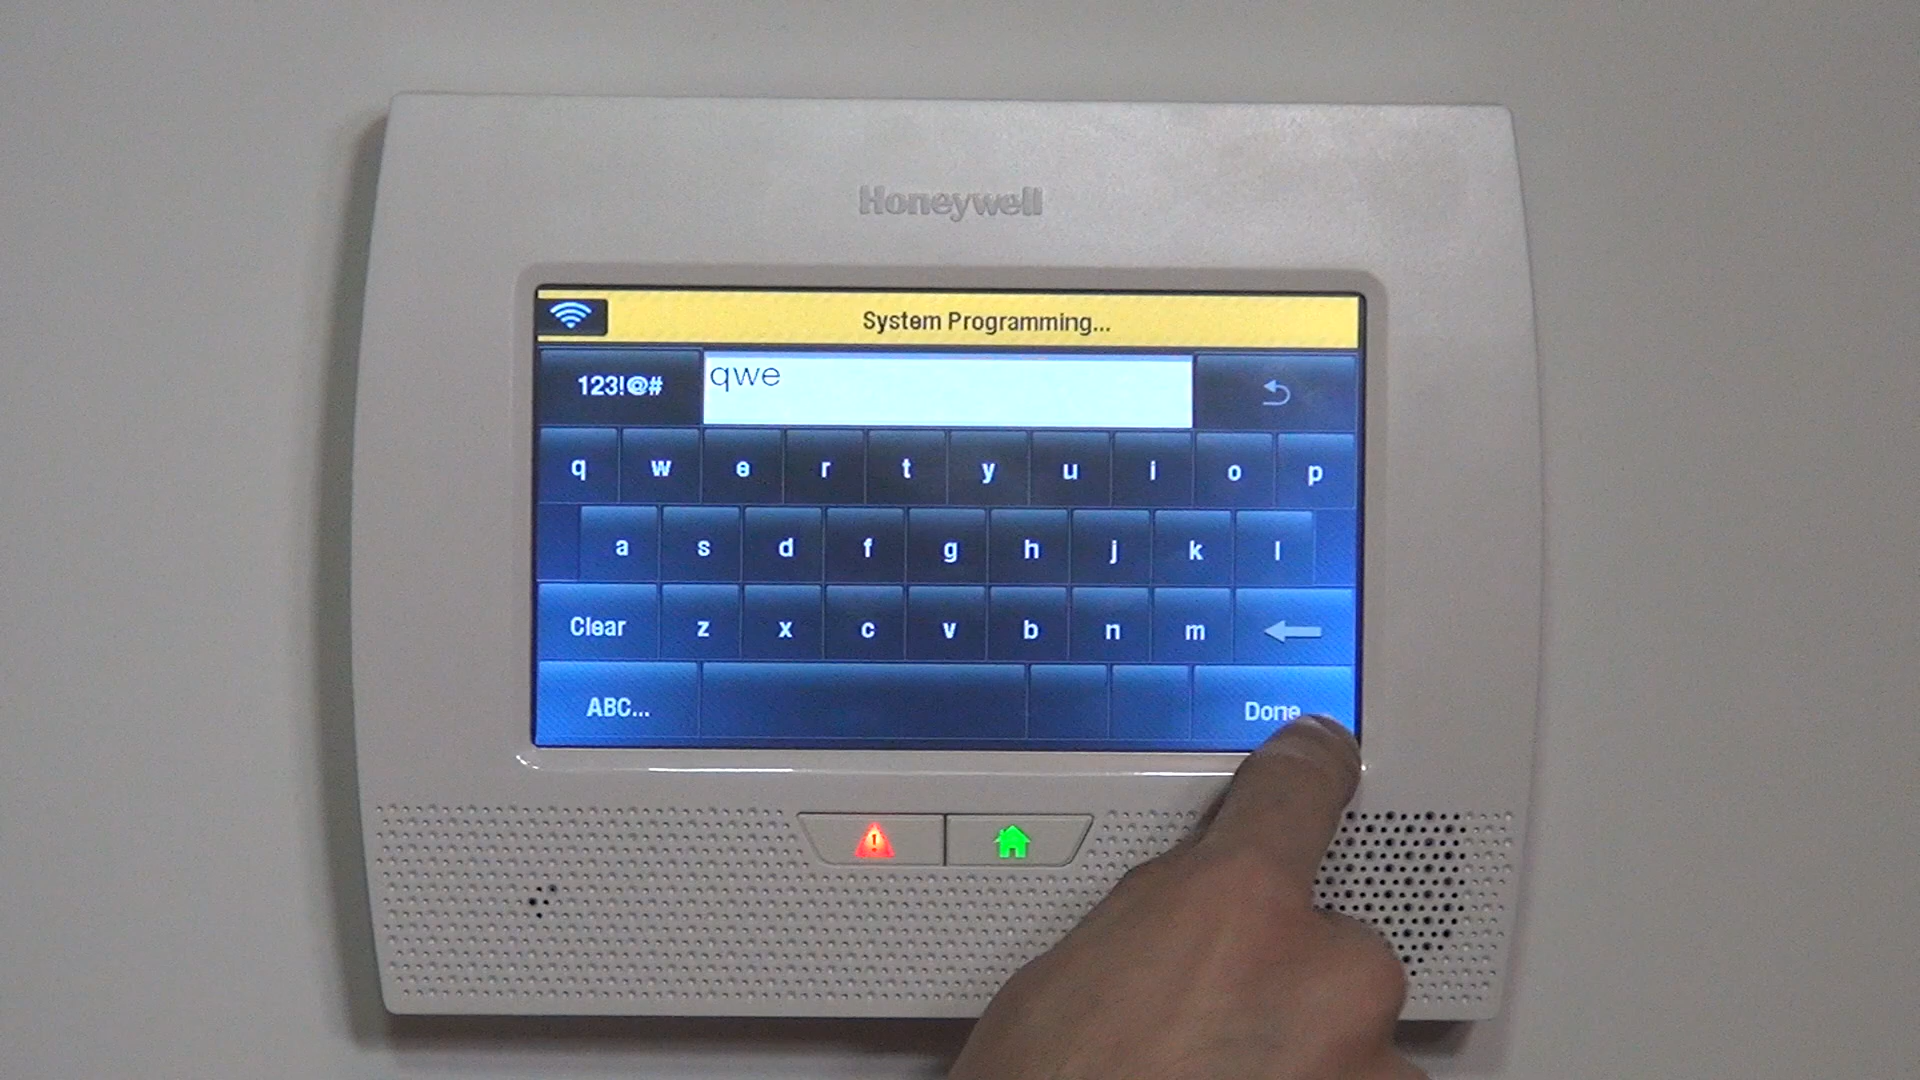 Honeywell
System Programming...
123!@# qwe
q w e r t y u i o p
a s d f g h j k l
Clear z x c v b n m
ABC... Done